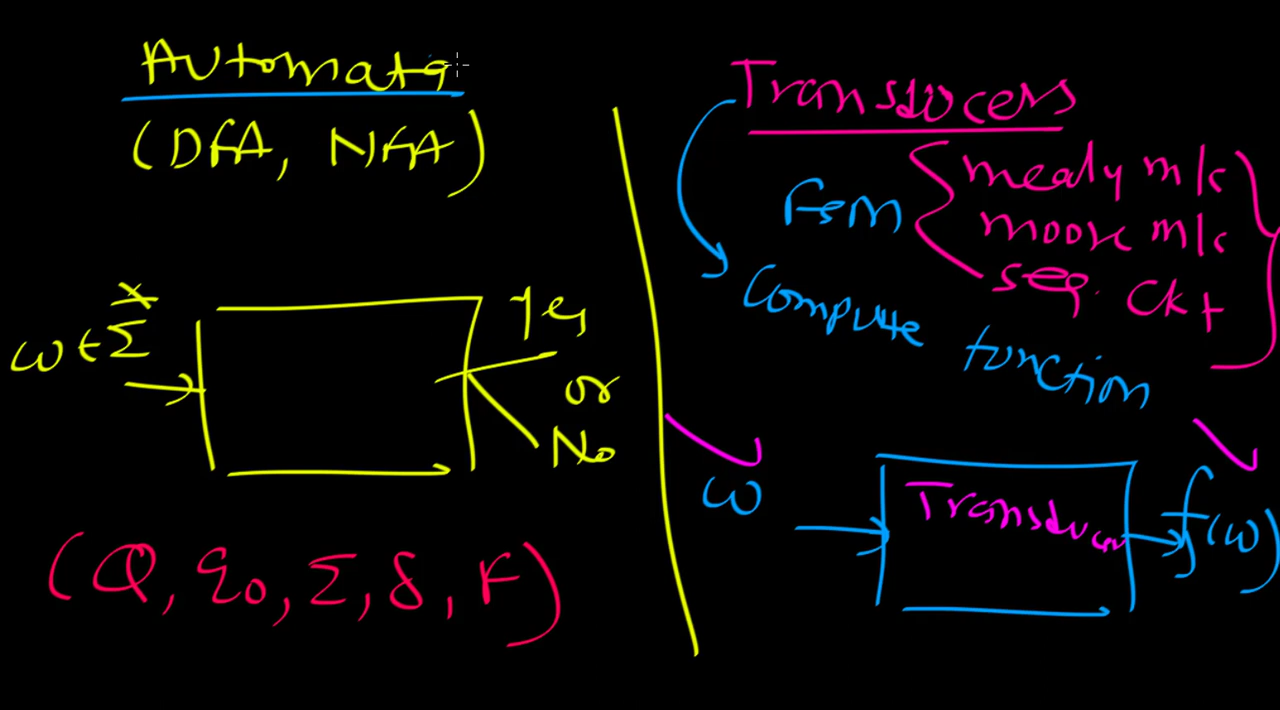 Automata
(DFA, NFA)
w ∈ Σ*
Yes
or
No
(Q, q0, Σ, δ, F)
Transducers
FSM
mealy m/c
moore m/c
seq. Ckt
Compute function
w
Transducer
f(w)